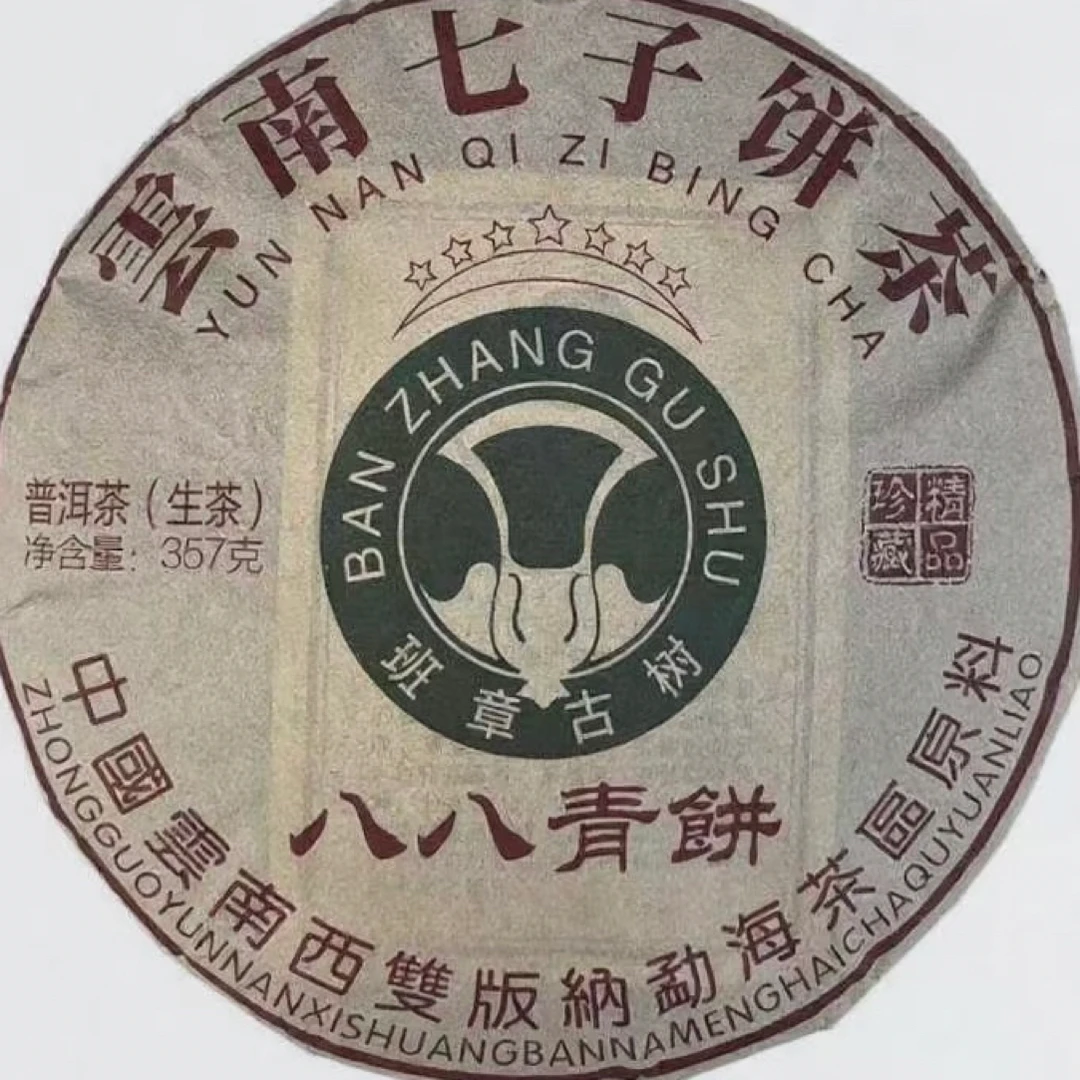 雲南七子饼茶
YUN NAN QI ZI BING CHA
BAN ZHANG GU SHU
班章古树
普洱茶（生茶）
净含量：357克
精品
珍藏
八八青餅
中國雲南西雙版納勐海茶區原料
ZHONGGUOYUNNANXISHUANGBANNAMENGHAICHAQUYUANLIAO